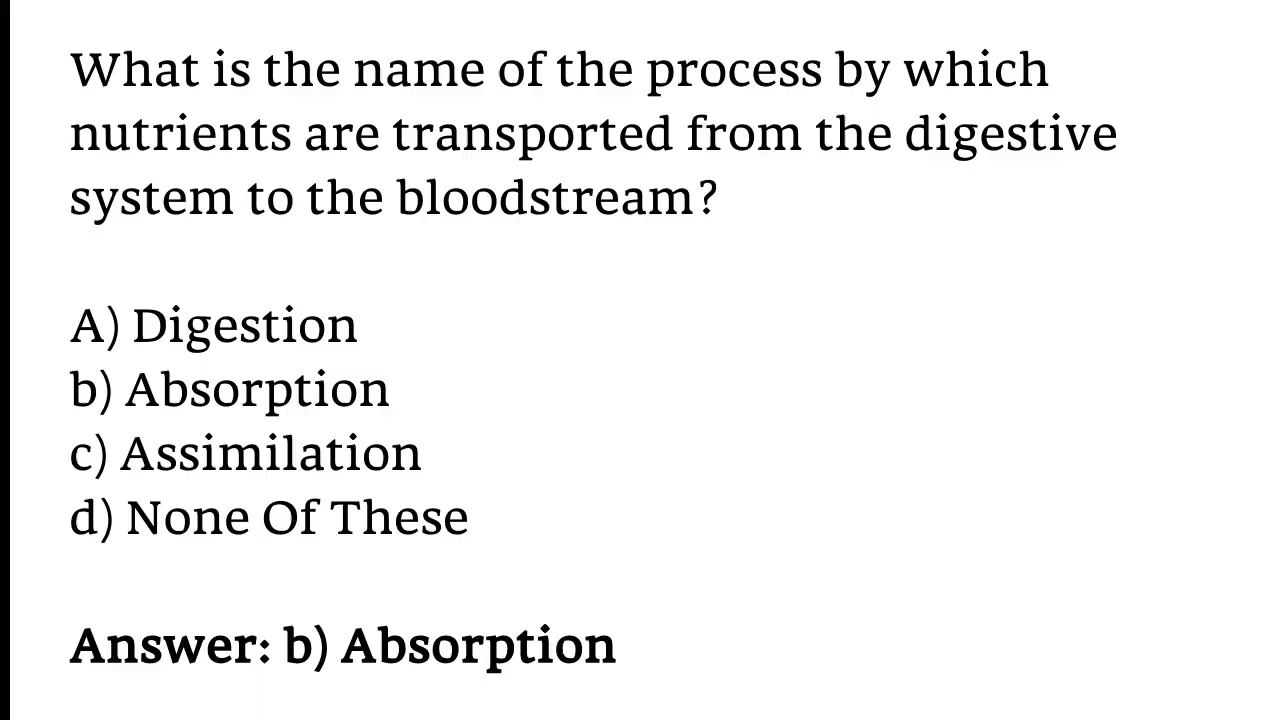 What is the name of the process by which
nutrients are transported from the digestive
system to the bloodstream?
A) Digestion
b) Absorption
c) Assimilation
d) None Of These
Answer: b) Absorption